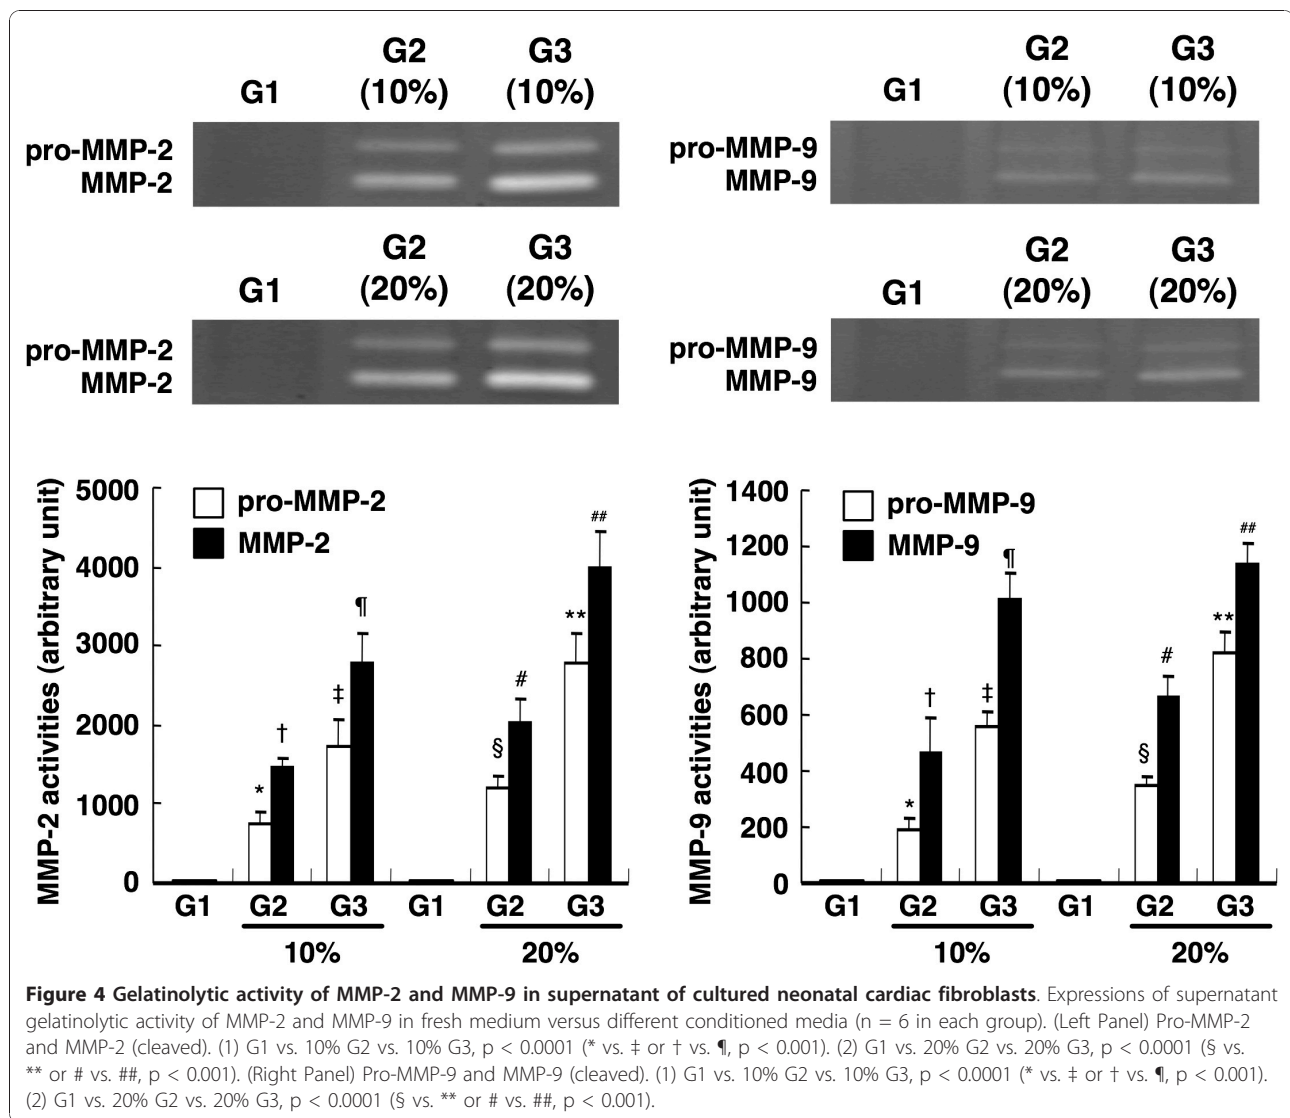 G1
G2
(10%)
G3
(10%)
pro-MMP-2
MMP-2
G1
G2
(10%)
G3
(10%)
pro-MMP-9
MMP-9
G1
G2
(20%)
G3
(20%)
pro-MMP-2
MMP-2
G1
G2
(20%)
G3
(20%)
pro-MMP-9
MMP-9
MMP-2 activities (arbitrary unit)
5000
4000
3000
2000
1000
0
pro-MMP-2
MMP-2
*
†
‡
¶
§
#
**
##
G1 G2 G3 G1 G2 G3
10% 20%
MMP-9 activities (arbitrary unit)
1400
1200
1000
800
600
400
200
0
pro-MMP-9
MMP-9
*
†
‡
¶
§
#
**
##
G1 G2 G3 G1 G2 G3
10% 20%
Figure 4 Gelatinolytic activity of MMP-2 and MMP-9 in supernatant of cultured neonatal cardiac fibroblasts. Expressions of supernatant
gelatinolytic activity of MMP-2 and MMP-9 in fresh medium versus different conditioned media (n = 6 in each group). (Left Panel) Pro-MMP-2
and MMP-2 (cleaved). (1) G1 vs. 10% G2 vs. 10% G3, p < 0.0001 (* vs. ‡ or † vs. ¶, p < 0.001). (2) G1 vs. 20% G2 vs. 20% G3, p < 0.0001 (§ vs.
** or # vs. ##, p < 0.001). (Right Panel) Pro-MMP-9 and MMP-9 (cleaved). (1) G1 vs. 10% G2 vs. 10% G3, p < 0.0001 (* vs. ‡ or † vs. ¶, p < 0.001).
(2) G1 vs. 20% G2 vs. 20% G3, p < 0.0001 (§ vs. ** or # vs. ##, p < 0.001).